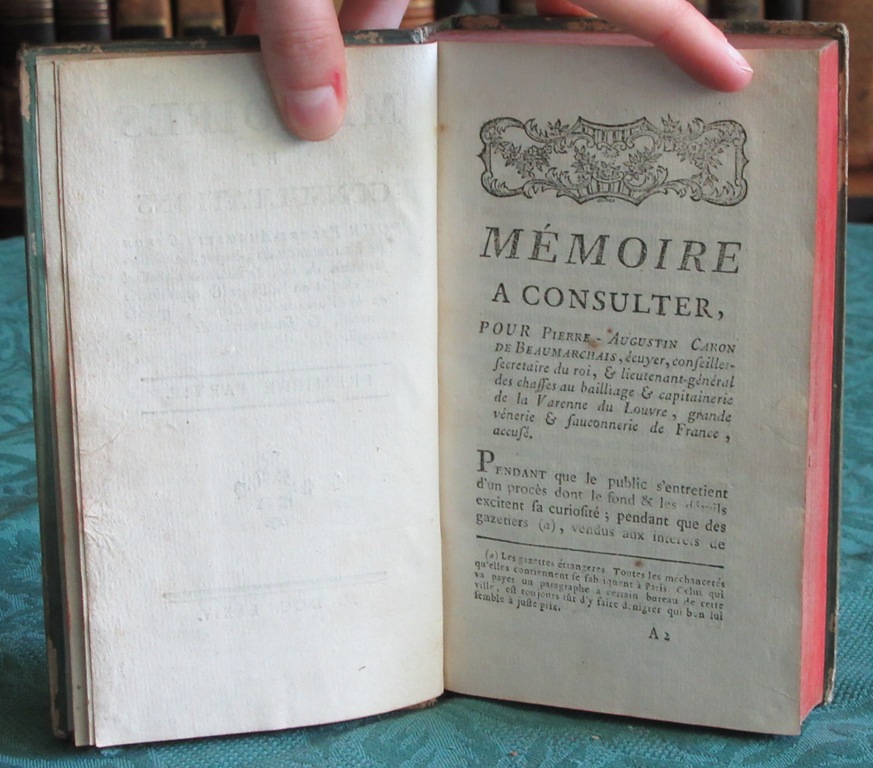 MÉMOIRE
A CONSULTER,
POUR PIERRE-AUGUSTIN CARON
DE BEAUMARCHAIS, écuyer, conſeiller-
ſecretaire du roi, & lieutenant-général
des chaſſes au bailliage & capitainerie
de la Varenne du Louvre, grande
vénerie & fauconnerie de France,
accuſé.
PENDANT que le public s'entretient
d'un procès dont le fond & les détails
excitent ſa curioſité ; pendant que des
gazetiers (a), vendus aux intérêts de
(a) Les gazettes étrangeres. Toutes les méchancetés
qu'elles contiennent ſe fabriquent à Paris. Celui qui
va payer un paragraphe à certain bureau de cette
ville, eſt toujours ſûr d'y faire dénigrer qui bon lui
ſemble à juſte prix.
A 2